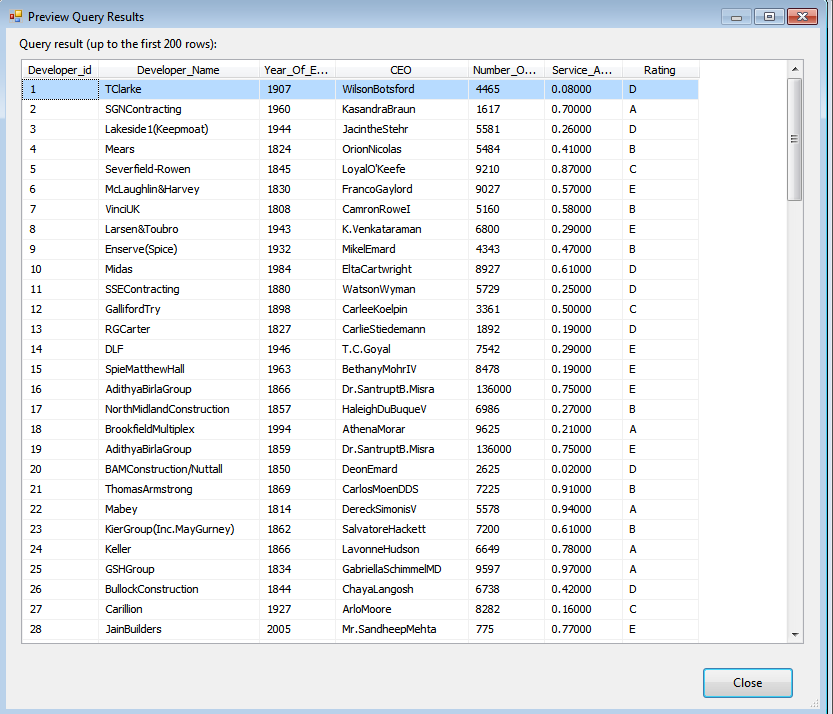 Preview Query Results
Query result (up to the first 200 rows):
Developer_id Developer_Name Year_Of_E... CEO Number_O... Service_A... Rating
1 TClarke 1907 WilsonBotsford 4465 0.08000 D
2 SGNContracting 1960 KasandraBraun 1617 0.70000 A
3 Lakeside1(Keepmoat) 1944 JacintheStehr 5581 0.26000 D
4 Mears 1824 OrionNicolas 5484 0.41000 B
5 Severfield-Rowen 1845 LoyalO'Keefe 9210 0.87000 C
6 McLaughlin&Harvey 1830 FrancoGaylord 9027 0.57000 E
7 VinciUK 1808 CamronRoweI 5160 0.58000 B
8 Larsen&Toubro 1943 K.Venkataraman 6800 0.29000 E
9 Enserve(Spice) 1932 MikelEmard 4343 0.47000 B
10 Midas 1984 EltaCartwright 8927 0.61000 D
11 SSEContracting 1880 WatsonWyman 5729 0.25000 D
12 GallifordTry 1898 CarleeKoelpin 3361 0.50000 C
13 RGCarter 1827 CarlieStiedemann 1892 0.19000 D
14 DLF 1946 T.C.Goyal 7542 0.29000 E
15 SpieMatthewHall 1963 BethanyMohrIV 8478 0.19000 E
16 AdithyaBirlaGroup 1866 Dr.SantruptB.Misra 136000 0.75000 E
17 NorthMidlandConstruction 1857 HaleighDuBuqueV 6986 0.27000 B
18 BrookfieldMultiplex 1994 AthenaMorar 9625 0.21000 A
19 AdithyaBirlaGroup 1859 Dr.SantruptB.Misra 136000 0.75000 E
20 BAMConstruction/Nuttall 1850 DeonEmard 2625 0.02000 D
21 ThomasArmstrong 1869 CarlosMoenDDS 7225 0.91000 B
22 Mabey 1814 DereckSimonisV 5578 0.94000 A
23 KierGroup(Inc.MayGurney) 1862 SalvatoreHackett 7200 0.61000 B
24 Keller 1866 LavonneHudson 6649 0.78000 A
25 GSHGroup 1834 GabriellaSchimmelMD 9597 0.97000 A
26 BullockConstruction 1844 ChayaLangosh 6738 0.42000 D
27 Carillion 1927 ArloMoore 8282 0.16000 C
28 JainBuilders 2005 Mr.SandheepMehta 775 0.77000 E
Close